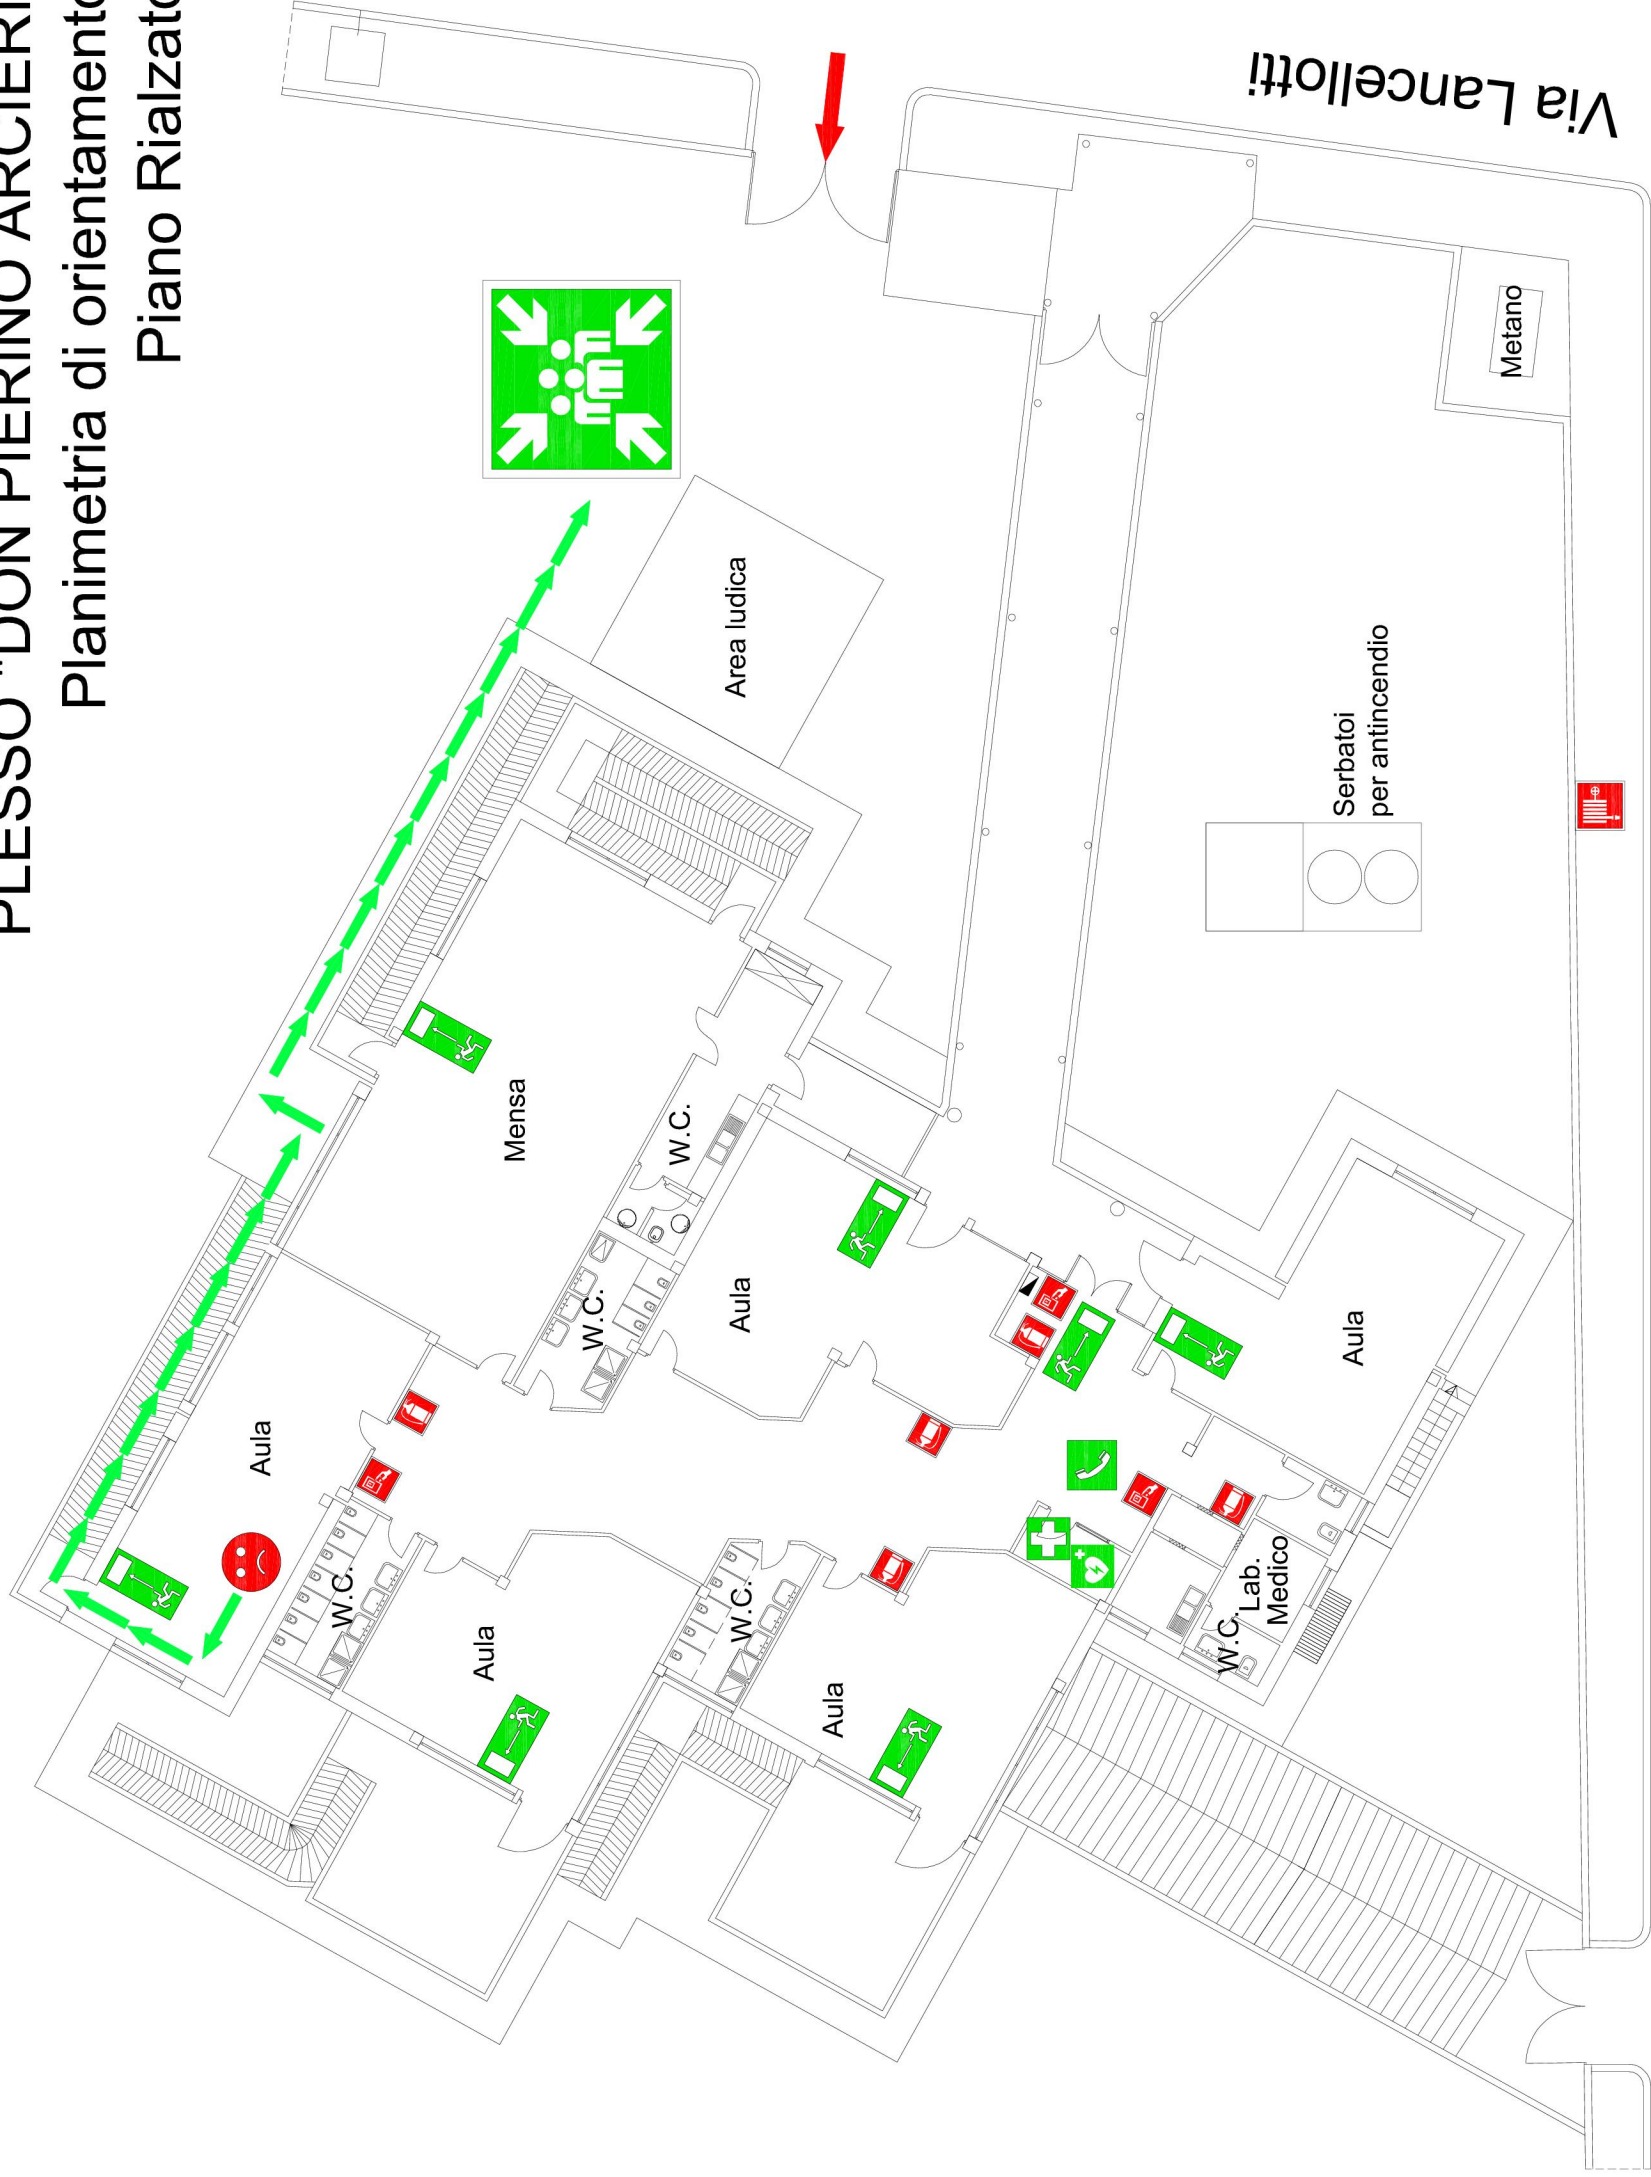 PLESSO "DON PIERINO ARCIERI
Planimetria di orientamento
Piano Rialzato
Via Lancellotti
Metano
Area ludica
Serbatoi
per antincendio
Mensa
W.C.
W.C.
Aula
Aula
Aula
W.C.
Aula
W.C.
Aula
Lab.
Medico
W.C.